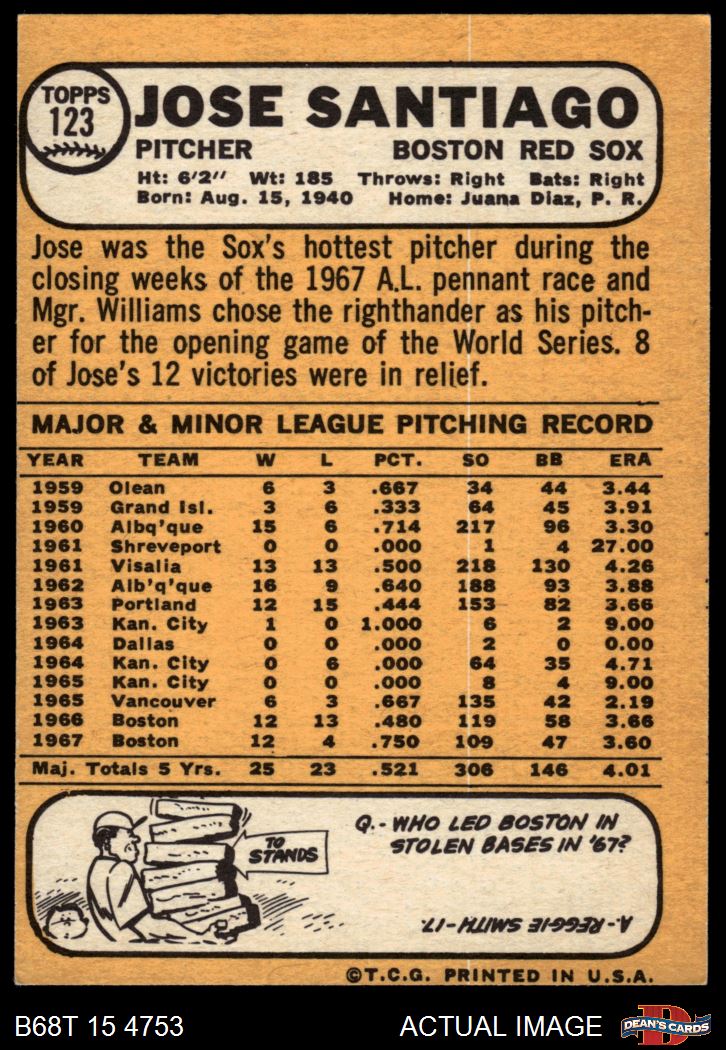 TOPPS
123
JOSE SANTIAGO
PITCHER BOSTON RED SOX
Ht: 6'2" Wt: 185 Throws: Right Bats: Right
Born: Aug. 15, 1940 Home: Juana Diaz, P. R.
Jose was the Sox's hottest pitcher during the
closing weeks of the 1967 A.L. pennant race and
Mgr. Williams chose the righthander as his pitch-
er for the opening game of the World Series. 8
of Jose's 12 victories were in relief.
MAJOR & MINOR LEAGUE PITCHING RECORD
YEAR TEAM W L PCT. SO BB ERA
1959 Olean 6 3 .667 34 44 3.44
1959 Grand Isl. 3 6 .333 64 45 3.91
1960 Albq'que 15 6 .714 217 96 3.30
1961 Shreveport 0 0 .000 1 4 27.00
1961 Visalia 13 13 .500 218 130 4.26
1962 Alb'q'que 16 9 .640 188 93 3.88
1963 Portland 12 15 .444 153 82 3.66
1963 Kan. City 1 0 1.000 6 2 9.00
1964 Dallas 0 0 .000 2 0 0.00
1964 Kan. City 0 6 .000 64 35 4.71
1965 Kan. City 0 0 .000 8 4 9.00
1965 Vancouver 6 3 .667 135 42 2.19
1966 Boston 12 13 .480 119 58 3.66
1967 Boston 12 4 .750 109 47 3.60
Maj. Totals 5 Yrs. 25 23 .521 306 146 4.01
TO
STANDS
Q.- WHO LED BOSTON IN
STOLEN BASES IN '67?
A.- REGGIE SMITH - 17.
©T.C.G. PRINTED IN U.S.A.
B68T 15 4753 ACTUAL IMAGE
D
DEAN'S CARDS